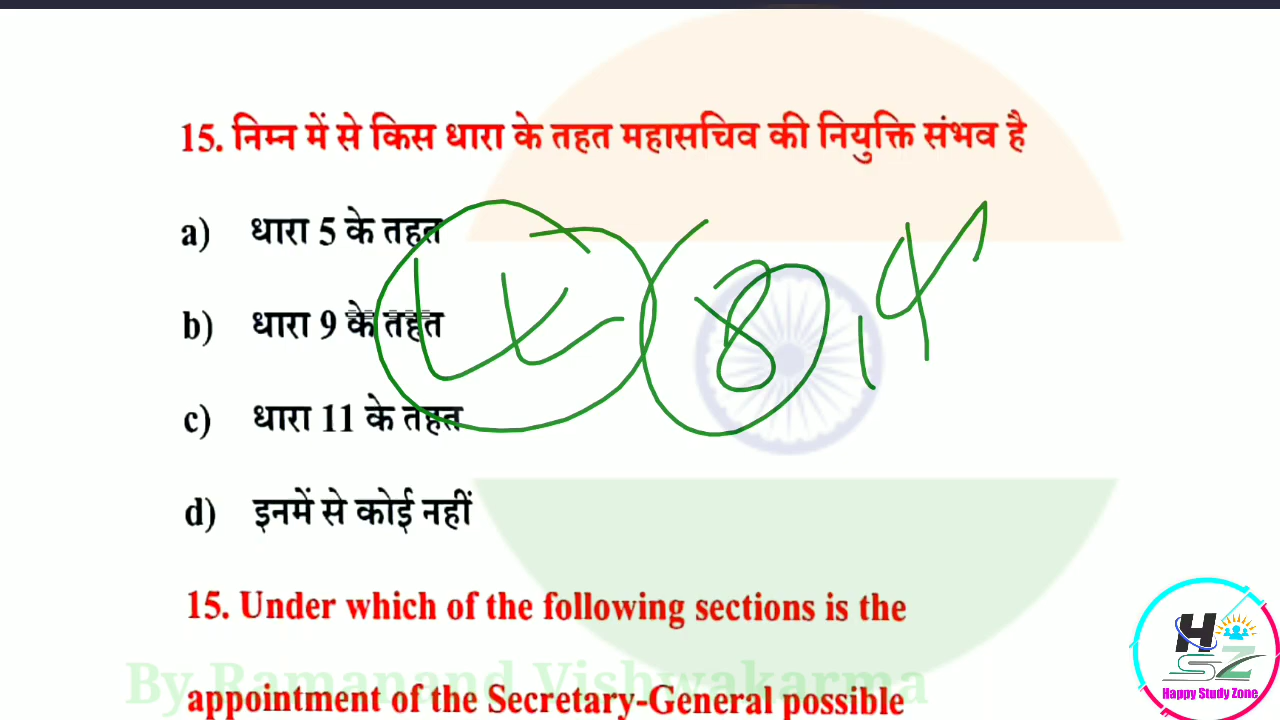 15. निम्न में से किस धारा के तहत महासचिव की नियुक्ति संभव है
a) धारा 5 के तहत
b) धारा 9 के तहत
c) धारा 11 के तहत
d) इनमें से कोई नहीं
15. Under which of the following sections is the
By Ramanand Vishwakarma
appointment of the Secretary-General possible
HSZ
Happy Study Zone